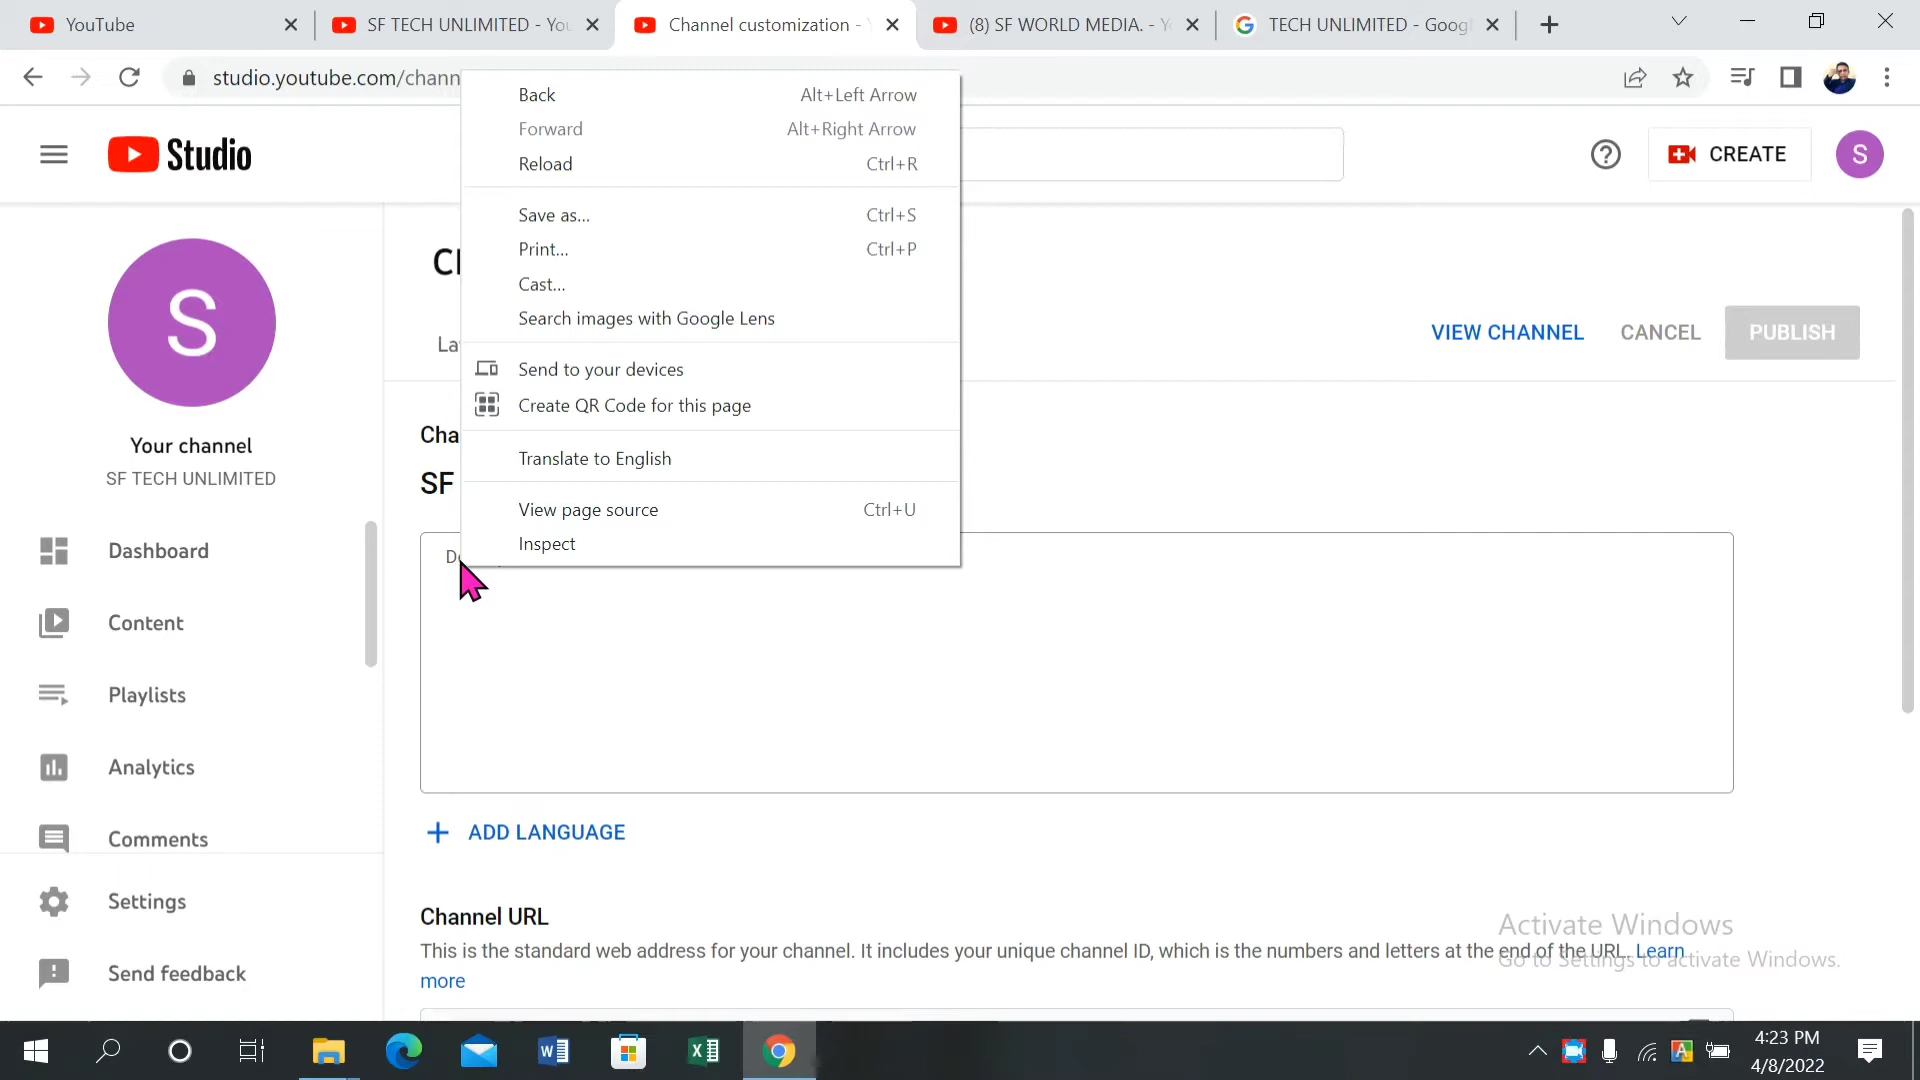 YouTube
SF TECH UNLIMITED - You
Channel customization -
(8) SF WORLD MEDIA. - Yo
TECH UNLIMITED - Googl
studio.youtube.com/chann
Back Alt+Left Arrow
Forward Alt+Right Arrow
Reload Ctrl+R
Save as... Ctrl+S
Print... Ctrl+P
Cast...
Search images with Google Lens
Send to your devices
Create QR Code for this page
Translate to English
View page source Ctrl+U
Inspect
Studio
CREATE
S
S
Your channel
SF TECH UNLIMITED
Dashboard
Content
Playlists
Analytics
Comments
Settings
Send feedback
La
VIEW CHANNEL
CANCEL
PUBLISH
Cha
SF
ADD LANGUAGE
Channel URL
This is the standard web address for your channel. It includes your unique channel ID, which is the numbers and letters at the end of the URL. Learn
more
Activate Windows
Go to Settings to activate Windows.
4:23 PM
4/8/2022